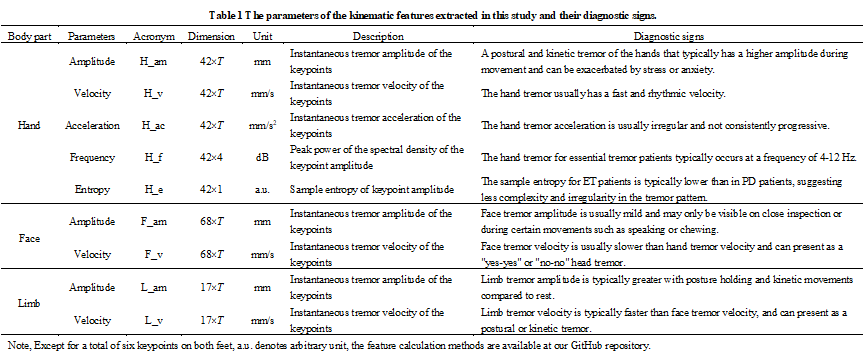 Table 1 The parameters of the kinematic features extracted in this study and their diagnostic signs.
Body part Parameters Acronym Dimension Unit Description Diagnostic signs
Hand
Amplitude H_am 42×T mm Instantaneous tremor amplitude of the keypoints A postural and kinetic tremor of the hands that typically has a higher amplitude during movement and can be exacerbated by stress or anxiety.
Velocity H_v 42×T mm/s Instantaneous tremor velocity of the keypoints The hand tremor usually has a fast and rhythmic velocity.
Acceleration H_ac 42×T mm/s² Instantaneous tremor acceleration of the keypoints The hand tremor acceleration is usually irregular and not consistently progressive.
Frequency H_f 42×4 dB Peak power of the spectral density of the keypoint amplitude The hand tremor for essential tremor patients typically occurs at a frequency of 4-12 Hz.
Entropy H_e 42×1 a.u. Sample entropy of keypoint amplitude The sample entropy for ET patients is typically lower than in PD patients, suggesting less complexity and irregularity in the tremor pattern.
Face
Amplitude F_am 68×T mm Instantaneous tremor amplitude of the keypoints Face tremor amplitude is usually mild and may only be visible on close inspection or during certain movements such as speaking or chewing.
Velocity F_v 68×T mm/s Instantaneous tremor velocity of the keypoints Face tremor velocity is usually slower than hand tremor velocity and can present as a "yes-yes" or "no-no" head tremor.
Limb
Amplitude L_am 17×T mm Instantaneous tremor amplitude of the keypoints Limb tremor amplitude is typically greater with posture holding and kinetic movements compared to rest.
Velocity L_v 17×T mm/s Instantaneous tremor velocity of the keypoints Limb tremor velocity is typically faster than face tremor velocity, and can present as a postural or kinetic tremor.
Note, Except for a total of six keypoints on both feet, a.u. denotes arbitrary unit, the feature calculation methods are available at our GitHub repository.